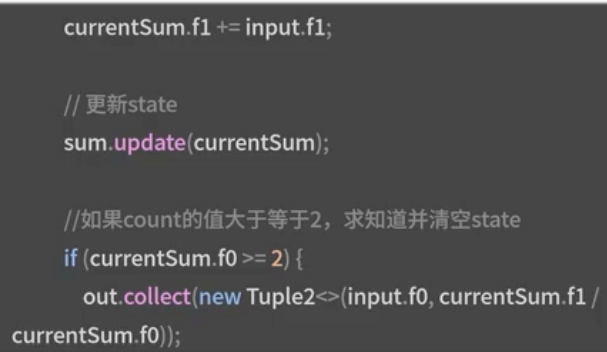 currentSum.f1 += input.f1;
// 更新state
sum.update(currentSum);
//如果count的值大于等于2，求知道并清空state
if (currentSum.f0 >= 2) {
out.collect(new Tuple2<>(input.f0, currentSum.f1 /
currentSum.f0));